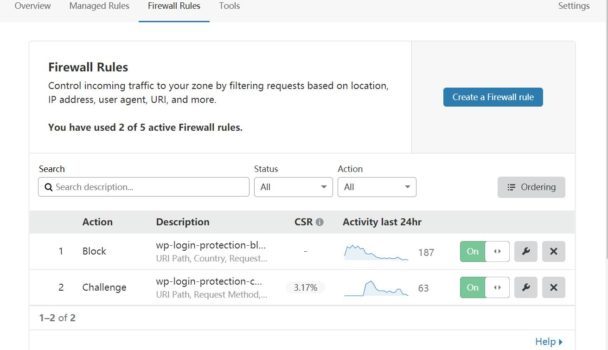 Overview Managed Rules Firewall Rules Tools Settings
Firewall Rules
Control incoming traffic to your zone by filtering requests based on location,
IP address, user agent, URI, and more.
You have used 2 of 5 active Firewall rules.
Create a Firewall rule
Search Status Action
Search description... All All Ordering
Action Description CSR Activity last 24hr
1 Block wp-login-protection-bl... - 187 On
URI Path, Country, Request...
2 Challenge wp-login-protection-c... 3.17% 63 On
URI Path, Request Method,...
1–2 of 2
Help